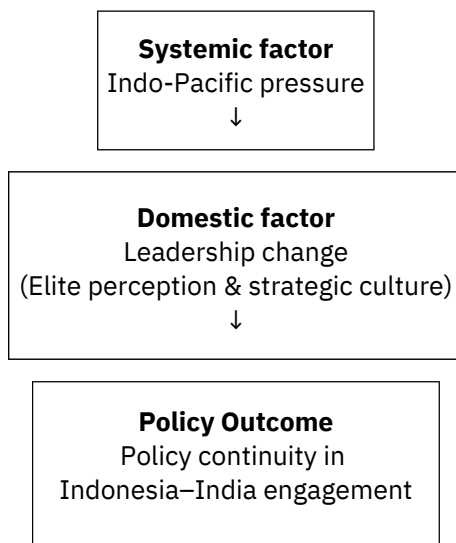 Systemic factor
Indo-Pacific pressure
↓
Domestic factor
Leadership change
(Elite perception & strategic culture)
↓
Policy Outcome
Policy continuity in
Indonesia–India engagement